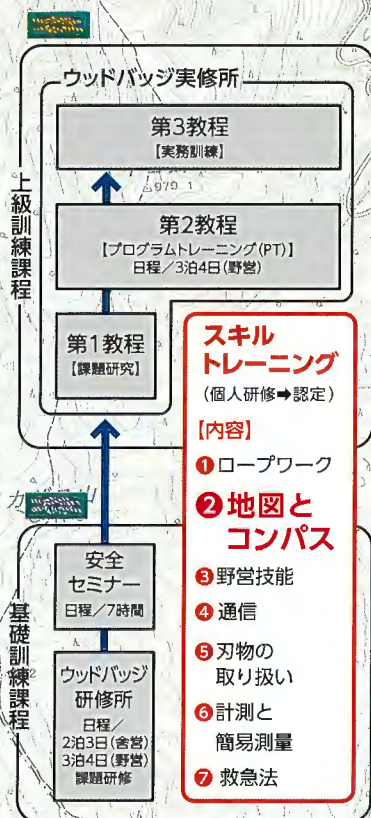 ウッドバッジ実修所
第3教程
【実務訓練】
970.1
第2教程
【プログラムトレーニング(PT)】
日程／3泊4日(野営)
第1教程
【課題研究】
上級訓練課程
スキル
トレーニング
(個人研修➡認定)
【内容】
❶ロープワーク
❷地図と
コンパス
❸野営技能
❹通信
❺刃物の
取り扱い
❻計測と
簡易測量
❼救急法
安全
セミナー
日程／7時間
ウッドバッジ
研修所
日程／
2泊3日(舎営)
3泊4日(野営)
課題研修
基礎訓練課程